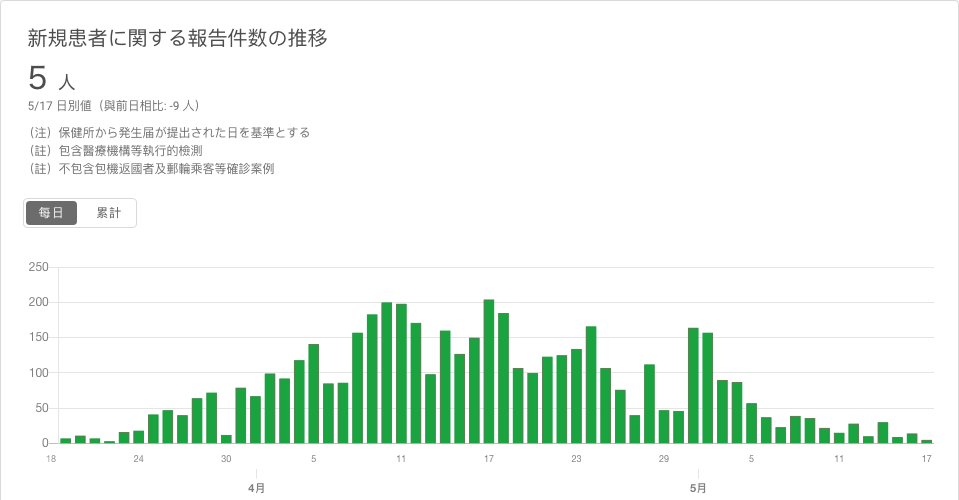 新規患者に関する報告件数の推移
5 人
5/17 日別値（與前日相比: -9 人）
（注）保健所から発生届が提出された日を基準とする
（註）包含醫療機構等執行的檢測
（註）不包含包機返國者及郵輪乘客等確診案例
每日 累計
250
200
150
100
50
0
18 24 30 5 11 17 23 29 5 11 17
4月 5月